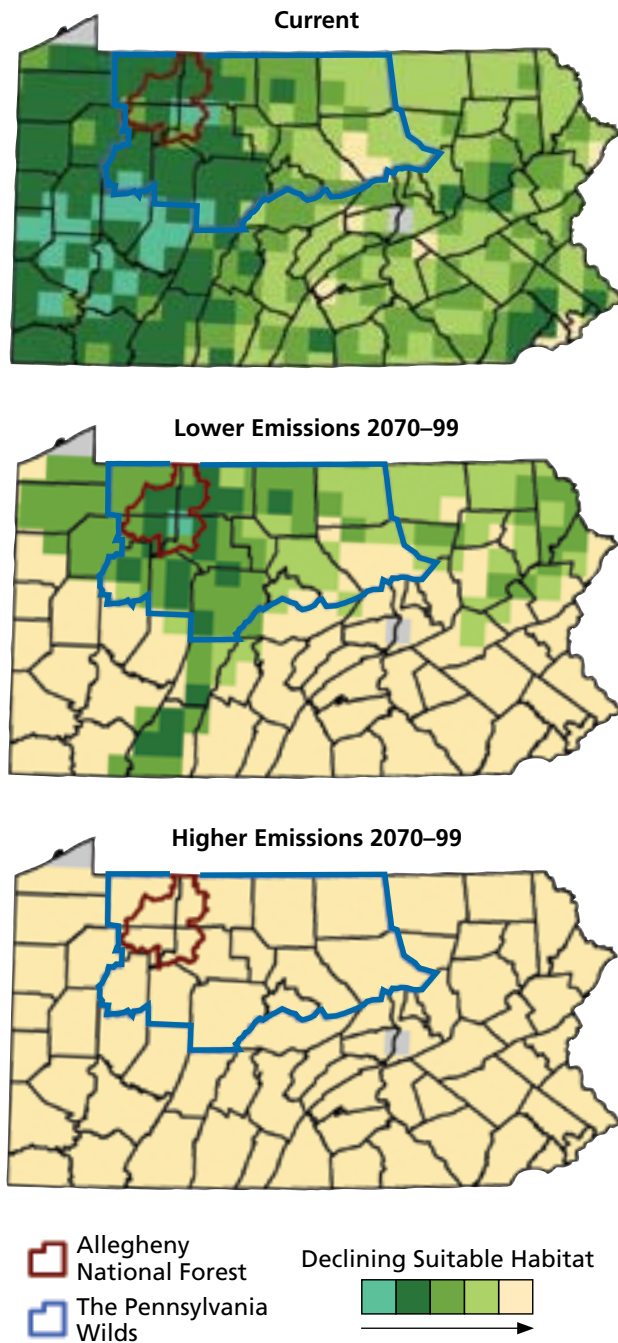 Current
Lower Emissions 2070–99
Higher Emissions 2070–99
Allegheny
National Forest
The Pennsylvania
Wilds
Declining Suitable Habitat